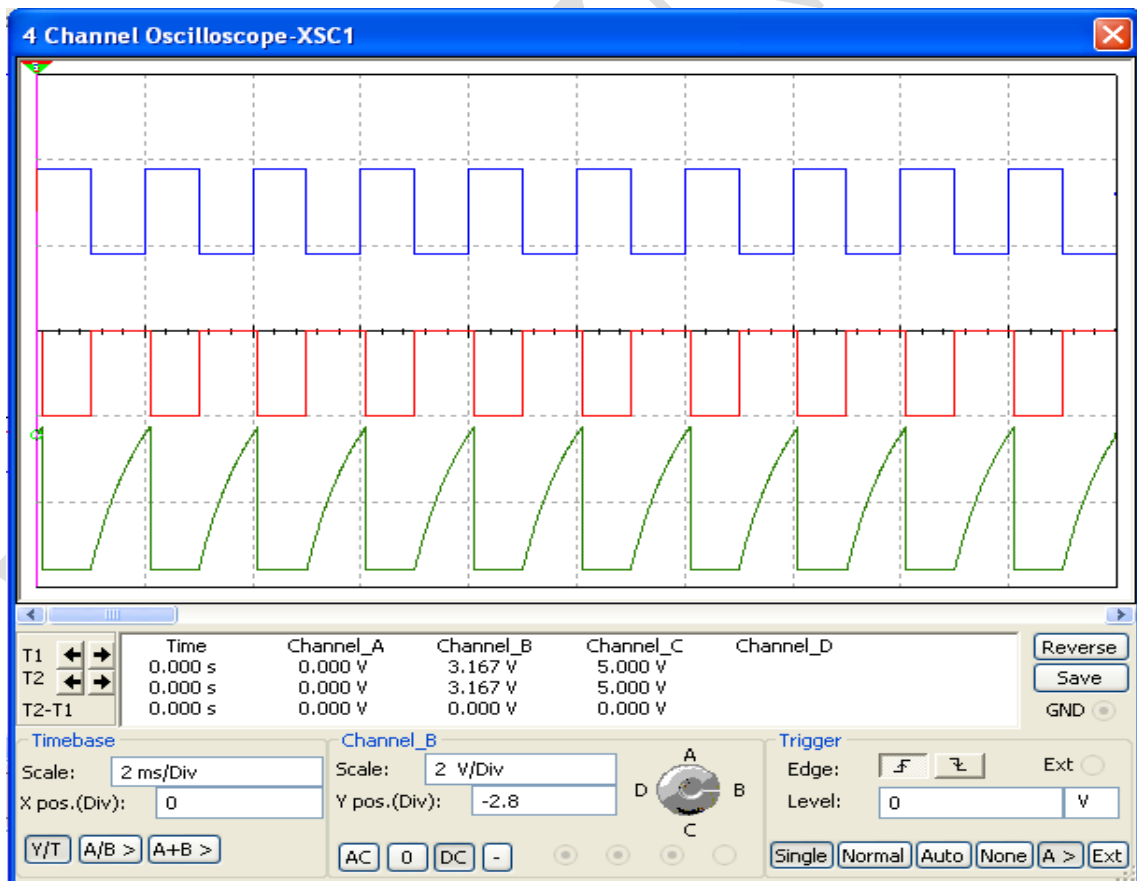 4 Channel Oscilloscope-XSC1
Time Channel_A Channel_B Channel_C Channel_D
T1 0.000 s 0.000 V 3.167 V 5.000 V
T2 0.000 s 0.000 V 3.167 V 5.000 V
T2-T1 0.000 s 0.000 V 0.000 V 0.000 V
Reverse
Save
GND
Timebase
Scale: 2 ms/Div
X pos.(Div): 0
Y/T A/B > A+B >
Channel_B
Scale: 2 V/Div
Y pos.(Div): -2.8
AC 0 DC -
A
D B
C
Trigger
Edge: Ext
Level: 0 V
Single Normal Auto None A > Ext